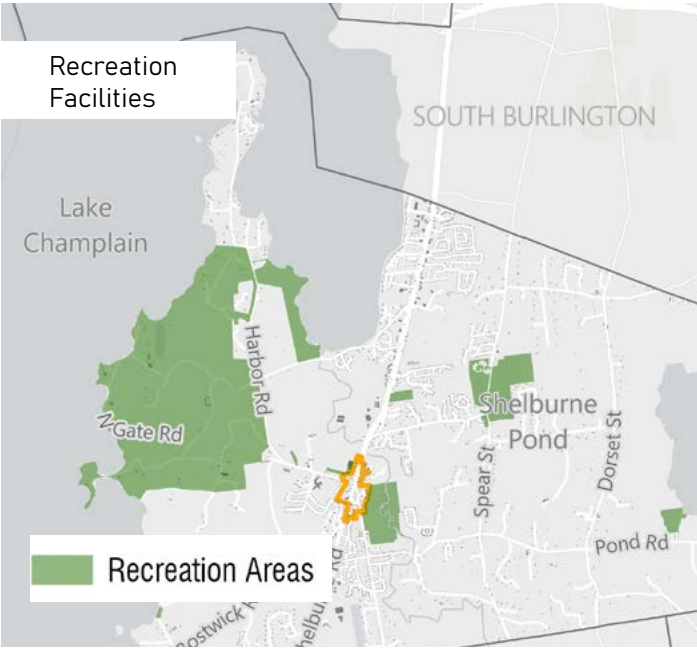 Recreation
Facilities
SOUTH BURLINGTON
Lake
Champlain
Harbor Rd
N Gate Rd
Shelburne
Pond
Spear St
Dorset St
Pond Rd
Recreation Areas